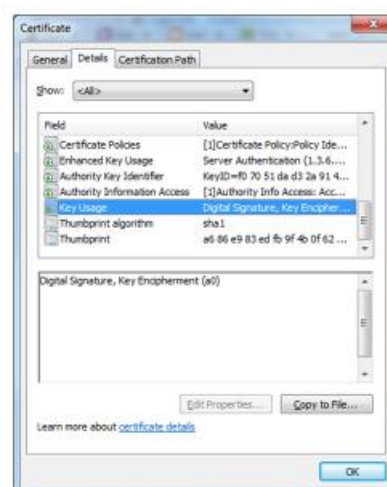 Certificate
General Details Certification Path
Show: <All>
Field Value
Certificate Policies [1]Certificate Policy:Policy Ide...
Enhanced Key Usage Server Authentication (1.3.6....
Authority Key Identifier KeyID=f0 70 51 da d3 2a 91 4...
Authority Information Access [1]Authority Info Access: Acc...
Key Usage Digital Signature, Key Encipher...
Thumbprint algorithm sha1
Thumbprint a6 86 e9 83 ed fb 9f 4b 0f 62 ...
Digital Signature, Key Encipherment (a0)
Edit Properties... Copy to File...
Learn more about certificate details
OK